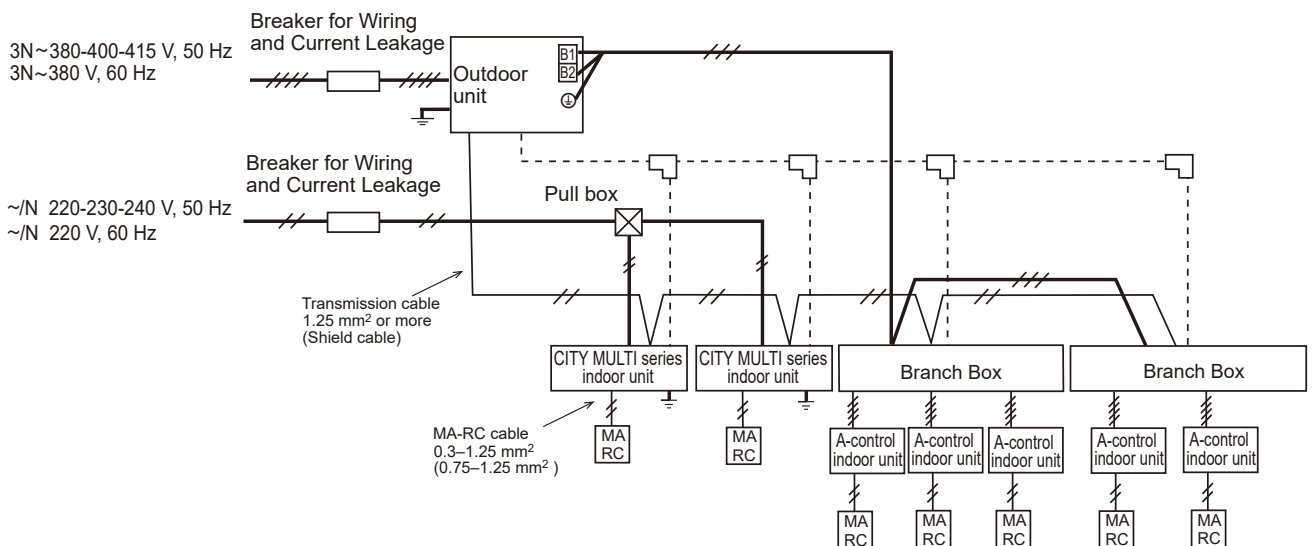 Breaker for Wiring
and Current Leakage
3N~380-400-415 V, 50 Hz
3N~380 V, 60 Hz
Outdoor
unit
B1
B2
Breaker for Wiring
and Current Leakage
Pull box
~/N 220-230-240 V, 50 Hz
~/N 220 V, 60 Hz
Transmission cable
1.25 mm² or more
(Shield cable)
CITY MULTI series
indoor unit
CITY MULTI series
indoor unit
Branch Box
Branch Box
MA-RC cable
0.3–1.25 mm²
(0.75–1.25 mm² )
MA
RC
MA
RC
A-control
indoor unit
A-control
indoor unit
A-control
indoor unit
A-control
indoor unit
A-control
indoor unit
MA
RC
MA
RC
MA
RC
MA
RC
MA
RC